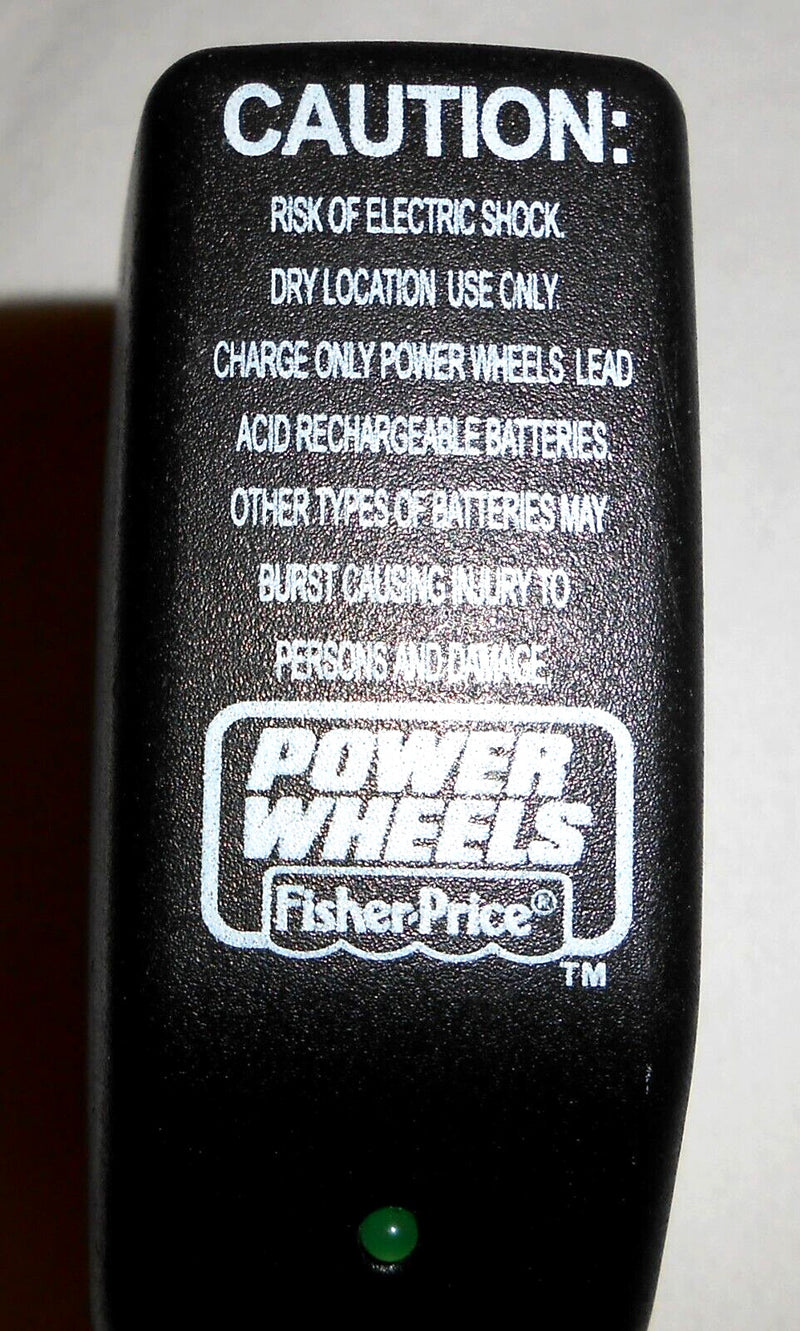 CAUTION:
RISK OF ELECTRIC SHOCK.
DRY LOCATION USE ONLY.
CHARGE ONLY POWER WHEELS LEAD
ACID RECHARGEABLE BATTERIES.
OTHER TYPES OF BATTERIES MAY
BURST CAUSING INJURY TO
PERSONS AND DAMAGE
POWER
WHEELS
Fisher-Price®
TM